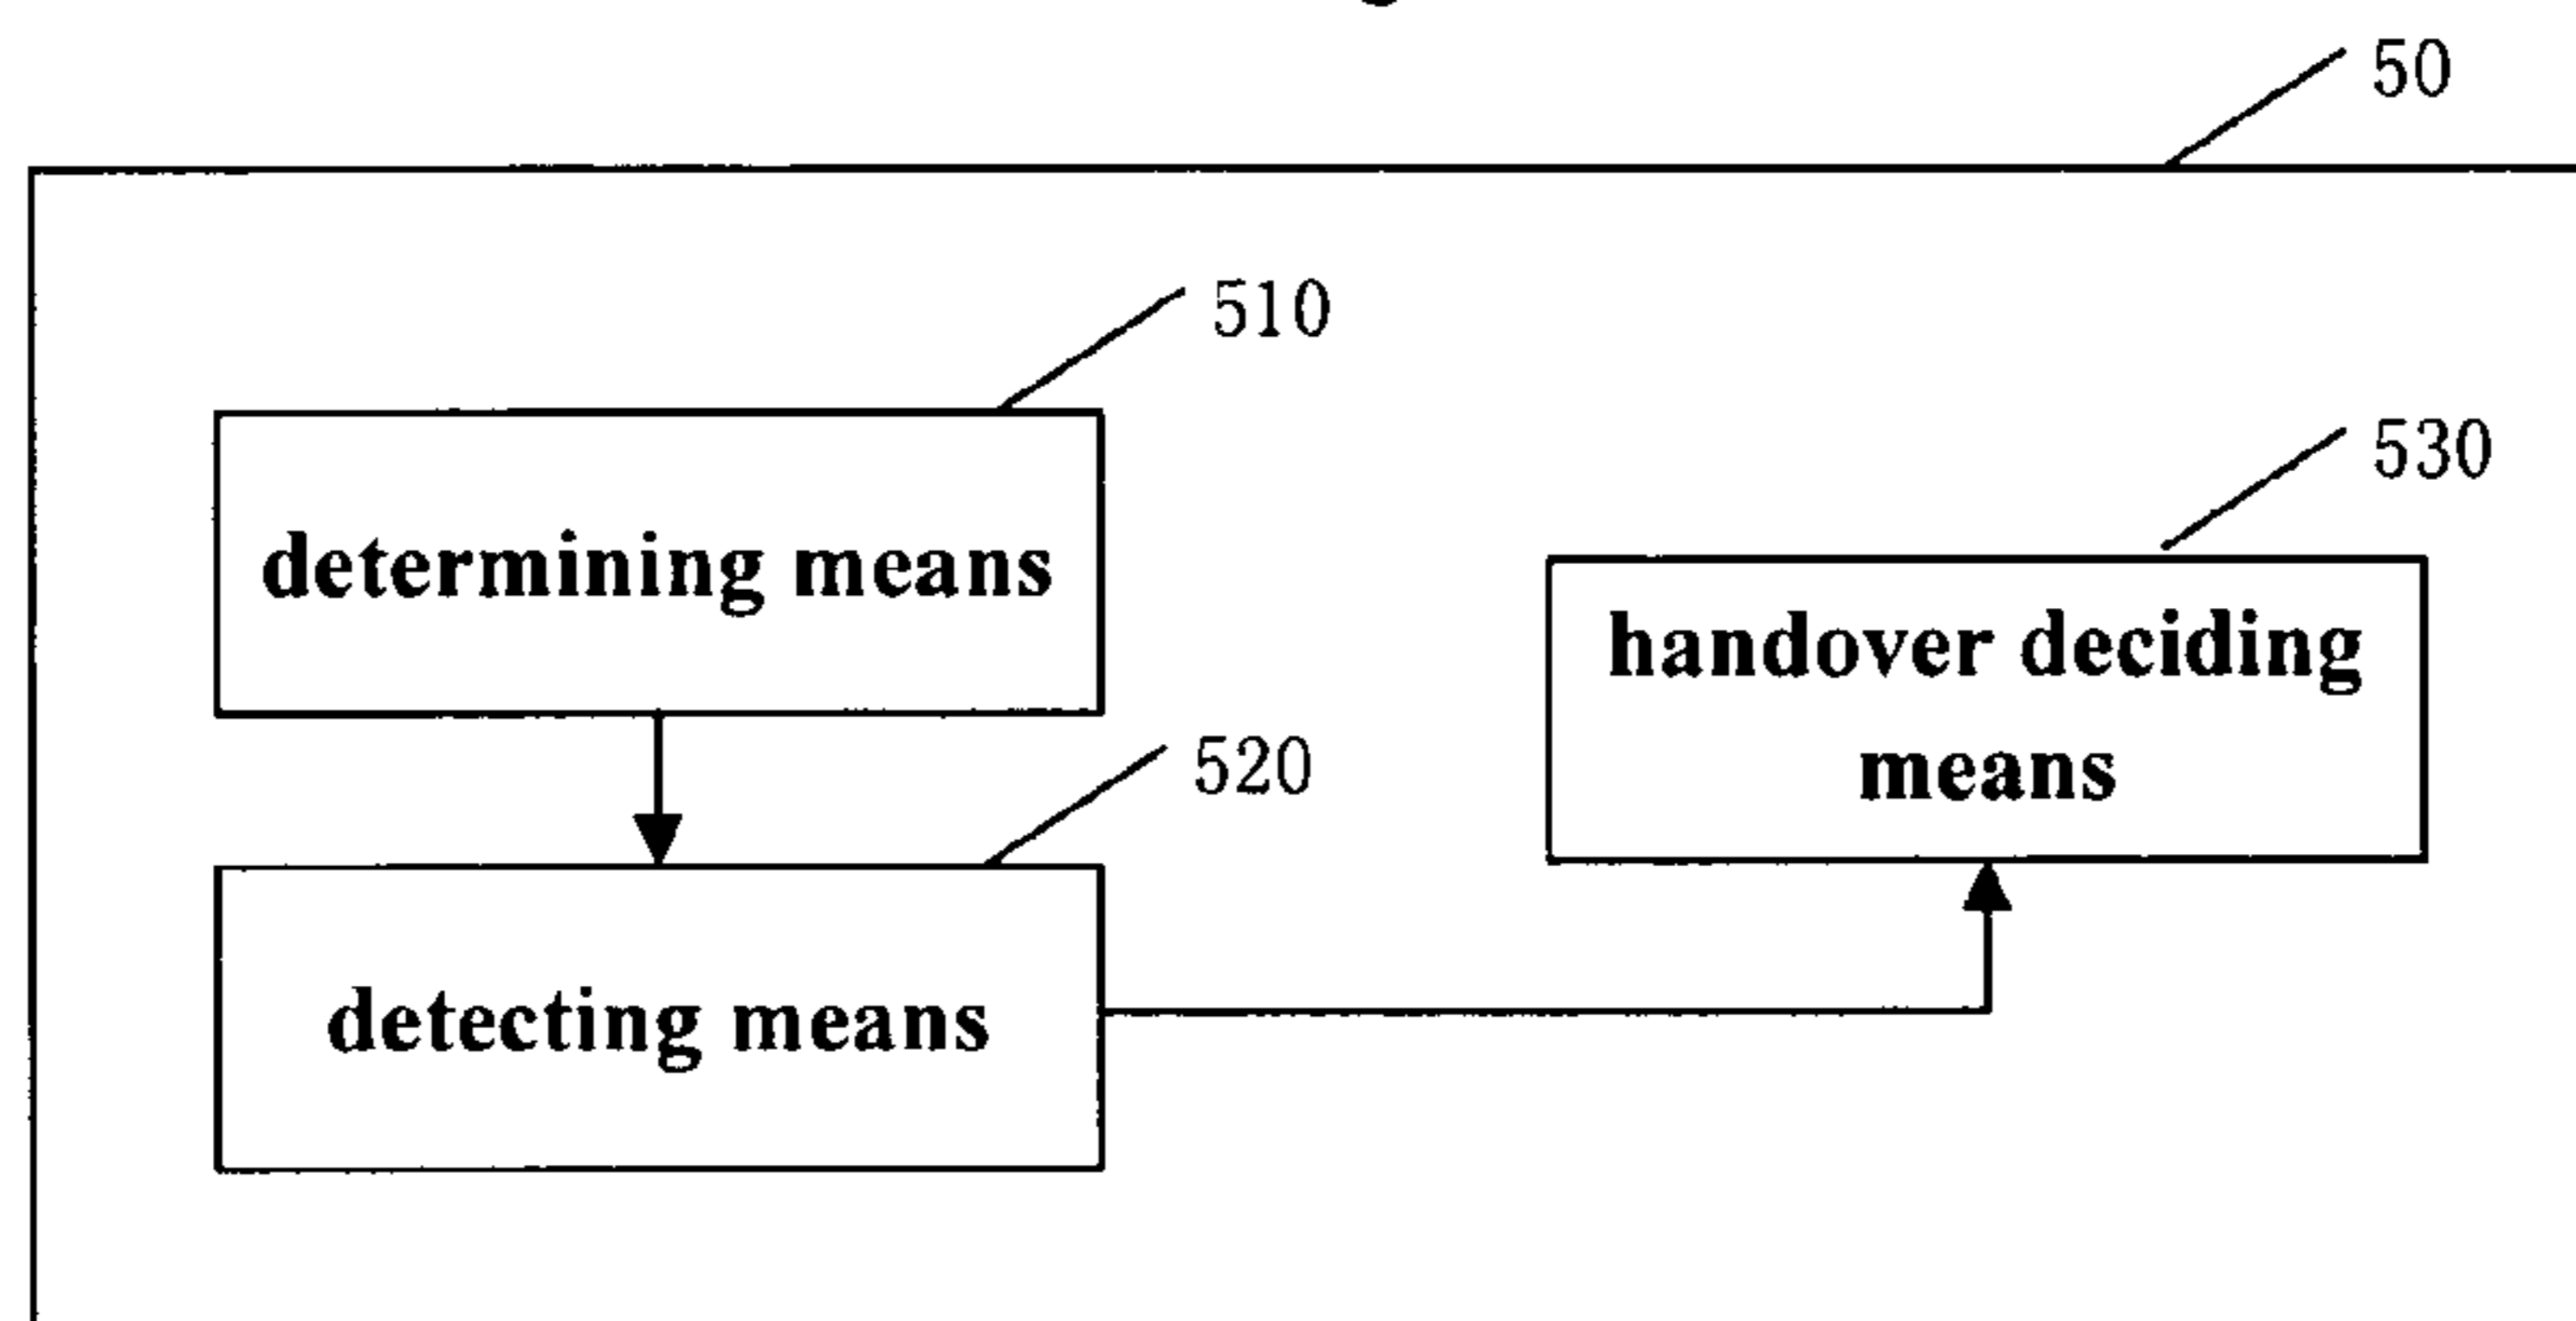 50
510
determining means
530
handover deciding
means
520
detecting means